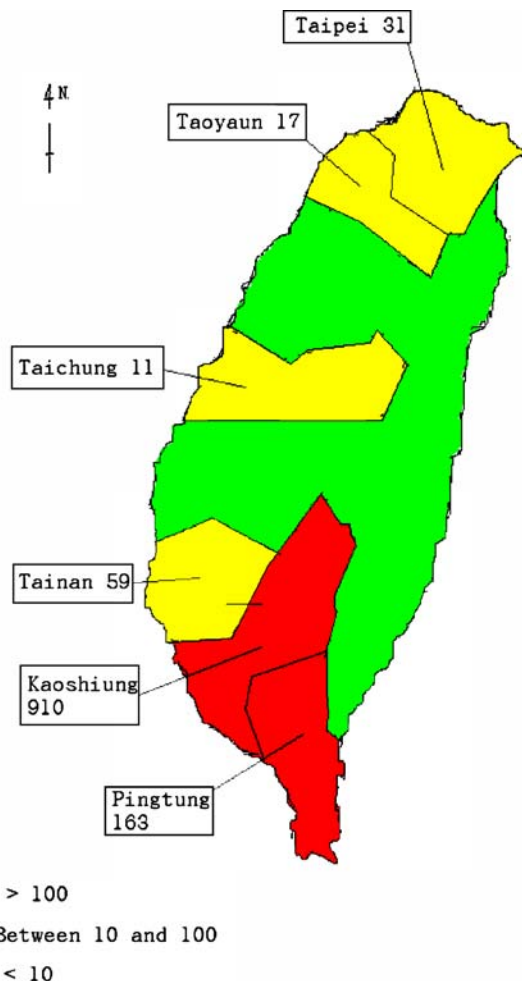 Taipei 31
N
Taoyaun 17
Taichung 11
Tainan 59
Kaoshiung
910
Pingtung
163
> 100
Between 10 and 100
< 10